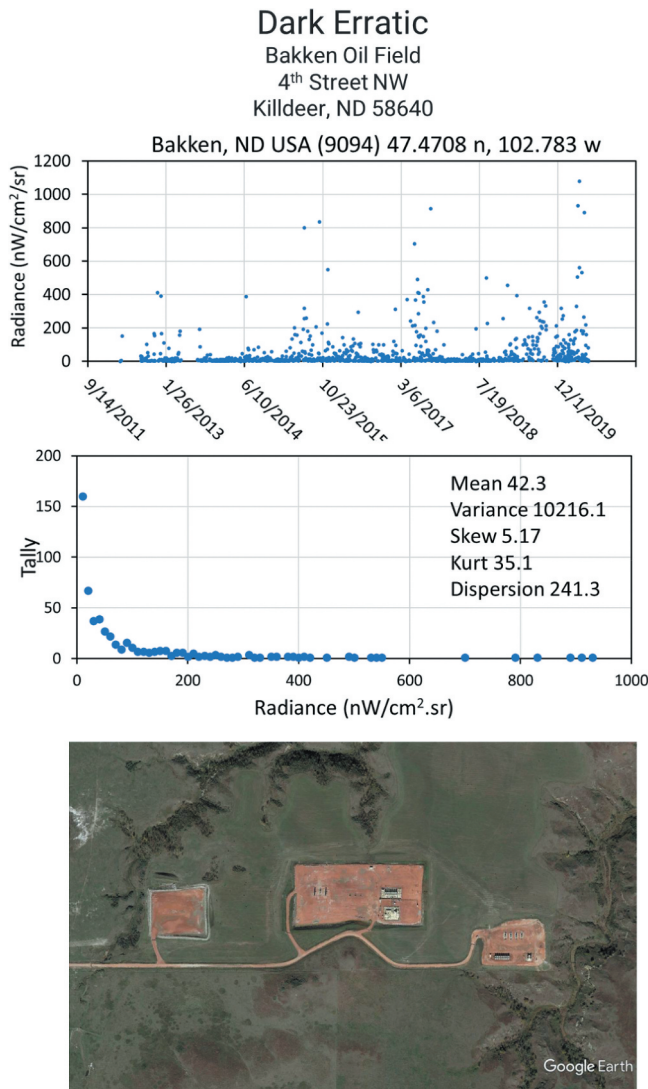 Dark Erratic
Bakken Oil Field
4th Street NW
Killdeer, ND 58640
Bakken, ND USA (9094) 47.4708 n, 102.783 w
Radiance (nW/cm²/sr)
1200
1000
800
600
400
200
0
9/14/2011
1/26/2013
6/10/2014
10/23/2015
3/6/2017
7/19/2018
12/1/2019
Tally
200
150
100
50
0
Mean 42.3
Variance 10216.1
Skew 5.17
Kurt 35.1
Dispersion 241.3
0 200 400 600 800 1000
Radiance (nW/cm².sr)
Google Earth